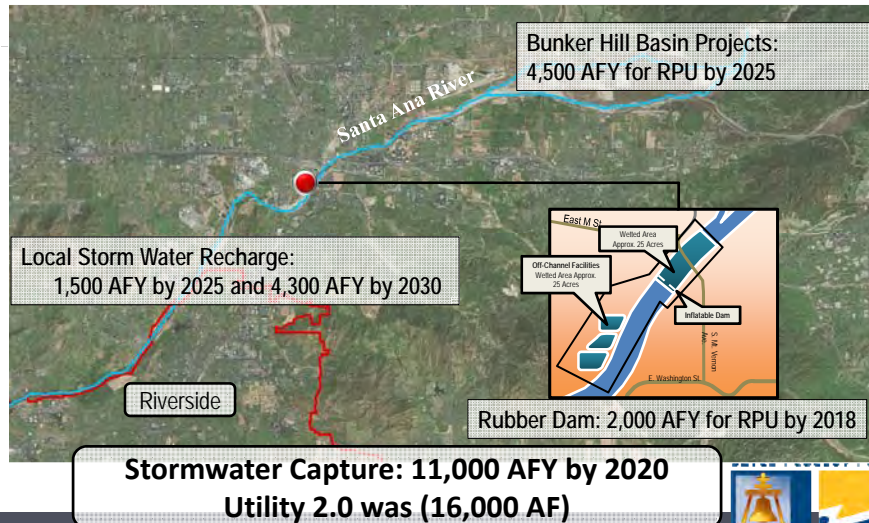 Bunker Hill Basin Projects:
4,500 AFY for RPU by 2025
Santa Ana River
Local Storm Water Recharge:
1,500 AFY by 2025 and 4,300 AFY by 2030
East M St.
Wetted Area
Approx. 25 Acres
Off-Channel Facilities
Wetted Area Approx.
25 Acres
Inflatable Dam
S. Mt. Vernon
Ave.
E. Washington St.
Riverside
Rubber Dam: 2,000 AFY for RPU by 2018
Stormwater Capture: 11,000 AFY by 2020
Utility 2.0 was (16,000 AF)